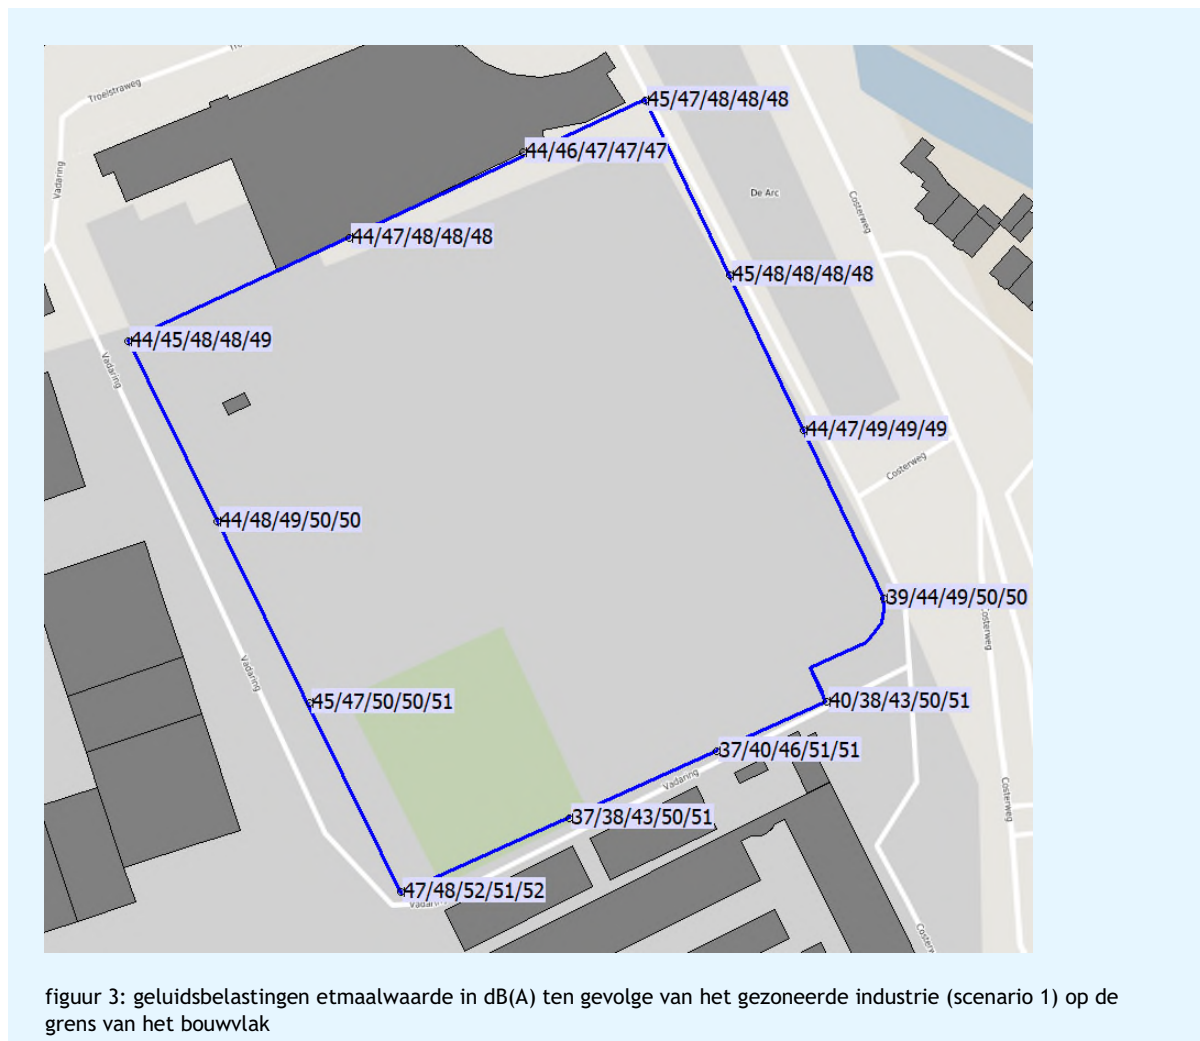 Troelstraweg
45/47/48/48/48
44/46/47/47/47
Vadaring
De Arc
Costerweg
44/47/48/48/48
45/48/48/48/48
44/45/48/48/49
Vadaring
44/47/49/49/49
Costerweg
44/48/49/50/50
39/44/49/50/50
Costerweg
Vadaring
45/47/50/50/51
40/38/43/50/51
37/40/46/51/51
Vadaring
Costerweg
37/38/43/50/51
47/48/52/51/52
figuur 3: geluidsbelastingen etmaalwaarde in dB(A) ten gevolge van het gezoneerde industrie (scenario 1) op de
grens van het bouwvlak